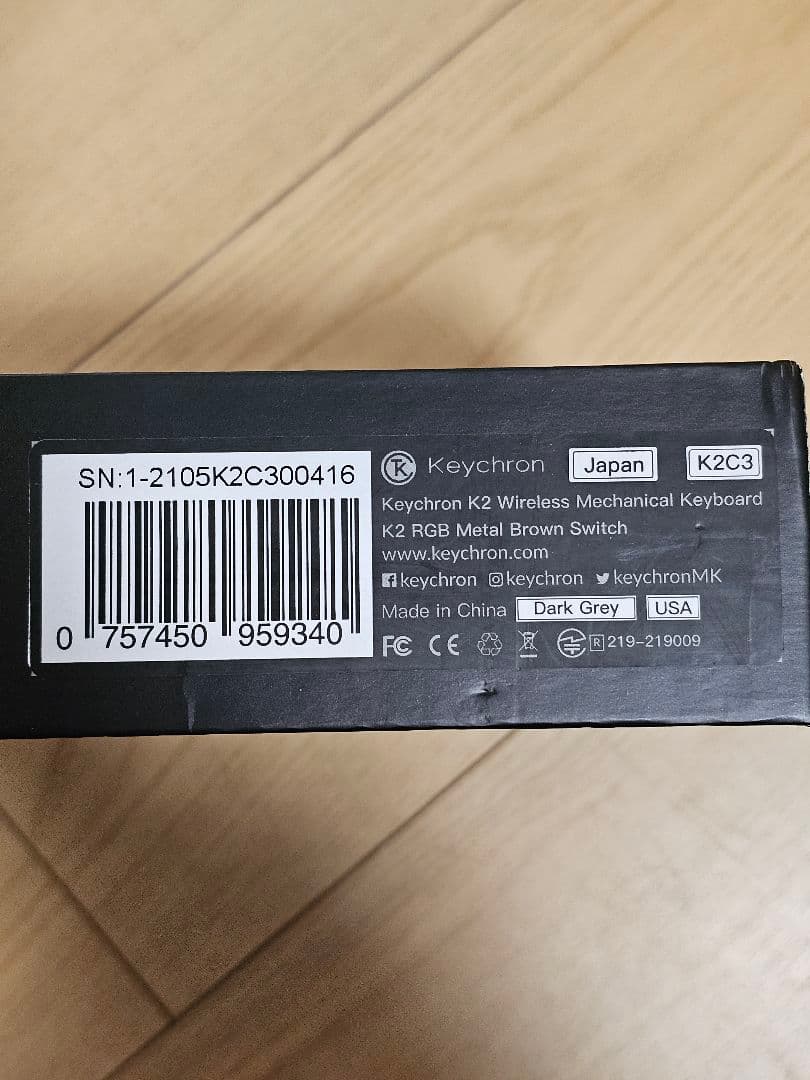 SN:1-2105K2C300416
0 757450 959340
Keychron Japan K2C3
Keychron K2 Wireless Mechanical Keyboard
K2 RGB Metal Brown Switch
www.keychron.com
keychron keychron keychronMK
Made in China Dark Grey USA
FC CE R 219-219009